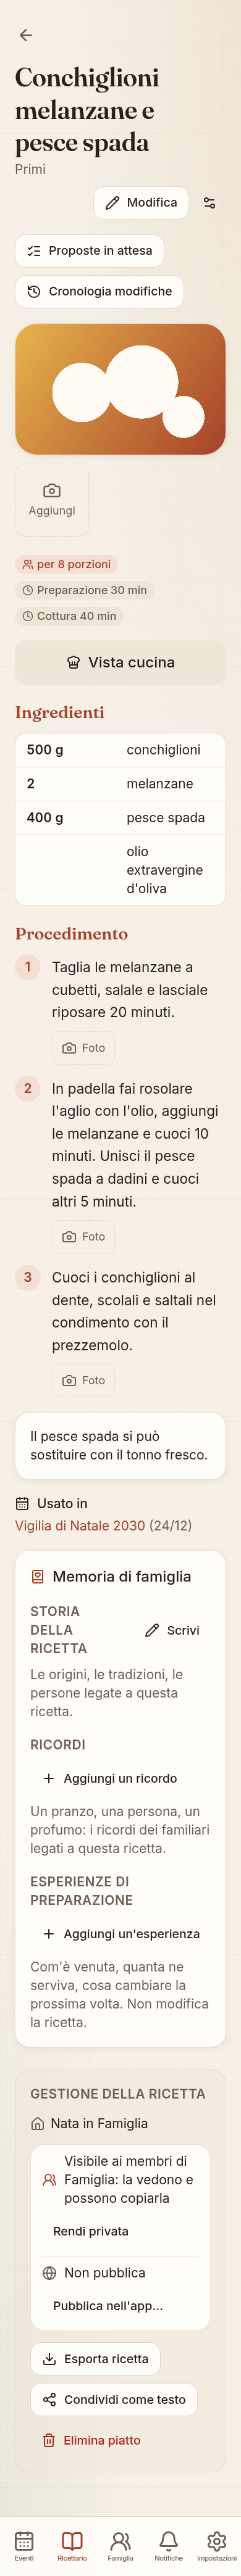 Conchiglioni
melanzane e
pesce spada
Primi
Modifica
Proposte in attesa
Cronologia modifiche
Aggiungi
per 8 porzioni
Preparazione 30 min
Cottura 40 min
Vista cucina
Ingredienti
500 g conchiglioni
2 melanzane
400 g pesce spada
olio
extravergine
d'oliva
Procedimento
1 Taglia le melanzane a
cubetti, salale e lasciale
riposare 20 minuti.
Foto
2 In padella fai rosolare
l'aglio con l'olio, aggiungi
le melanzane e cuoci 10
minuti. Unisci il pesce
spada a dadini e cuoci
altri 5 minuti.
Foto
3 Cuoci i conchiglioni al
dente, scolali e saltali nel
condimento con il
prezzemolo.
Foto
Il pesce spada si può
sostituire con il tonno fresco.
Usato in
Vigilia di Natale 2030 (24/12)
Memoria di famiglia
STORIA
DELLA
RICETTA
Scrivi
Le origini, le tradizioni, le
persone legate a questa
ricetta.
RICORDI
Aggiungi un ricordo
Un pranzo, una persona, un
profumo: i ricordi dei familiari
legati a questa ricetta.
ESPERIENZE DI
PREPARAZIONE
Aggiungi un'esperienza
Com'è venuta, quanta ne
serviva, cosa cambiare la
prossima volta. Non modifica
la ricetta.
GESTIONE DELLA RICETTA
Nata in Famiglia
Visibile ai membri di
Famiglia: la vedono e
possono copiarla
Rendi privata
Non pubblica
Pubblica nell'app...
Esporta ricetta
Condividi come testo
Elimina piatto
Eventi Ricettario Famiglia Notifiche Impostazioni